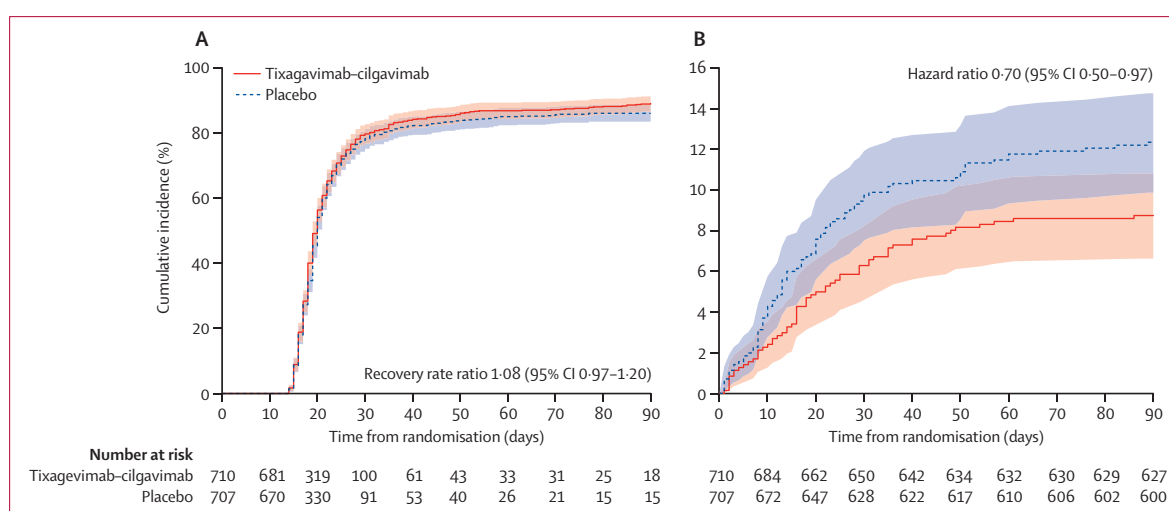 A
B
100
80
60
40
20
0
Cumulative incidence (%)
Tixagavimab–cilgavimab
Placebo
Recovery rate ratio 1·08 (95% CI 0·97–1·20)
0 10 20 30 40 50 60 70 80 90
Time from randomisation (days)
16
14
12
10
8
6
4
2
0
Hazard ratio 0·70 (95% CI 0·50–0·97)
0 10 20 30 40 50 60 70 80 90
Time from randomisation (days)
Number at risk
Tixagevimab–cilgavimab 710 681 319 100 61 43 33 31 25 18 710 684 662 650 642 634 632 630 629 627
Placebo 707 670 330 91 53 40 26 21 15 15 707 672 647 628 622 617 610 606 602 600